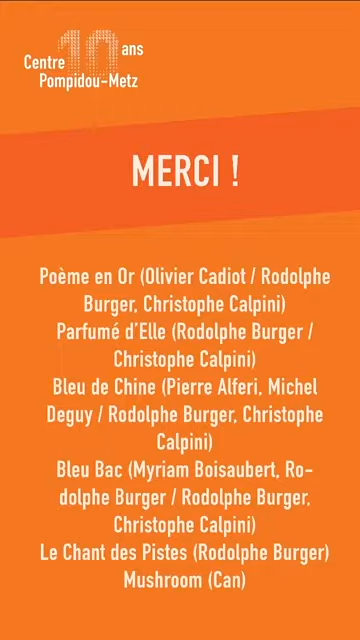 Centre 10 ans
Pompidou-Metz
MERCI !
Poème en Or (Olivier Cadiot / Rodolphe
Burger, Christophe Calpini)
Parfumé d'Elle (Rodolphe Burger /
Christophe Calpini)
Bleu de Chine (Pierre Alferi, Michel
Deguy / Rodolphe Burger, Christophe
Calpini)
Bleu Bac (Myriam Boisaubert, Ro-
dolphe Burger / Rodolphe Burger,
Christophe Calpini)
Le Chant des Pistes (Rodolphe Burger)
Mushroom (Can)